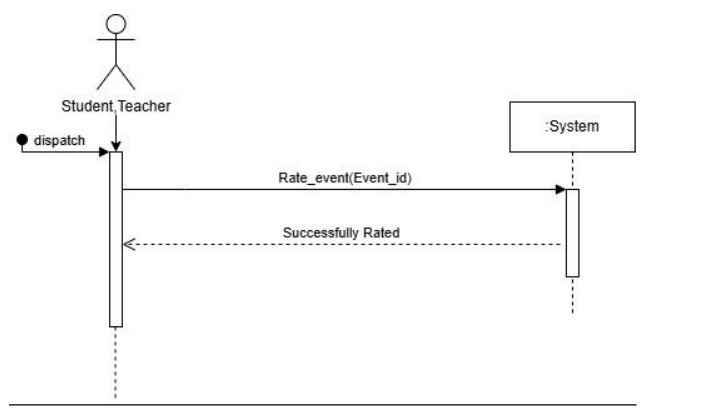 Student,Teacher
dispatch
:System
Rate_event(Event_id)
Successfully Rated